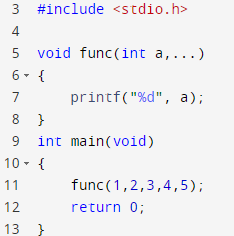 3 #include <stdio.h>
4
5 void func(int a,...)
6 {
7     printf("%d", a);
8 }
9 int main(void)
10 {
11     func(1,2,3,4,5);
12     return 0;
13 }